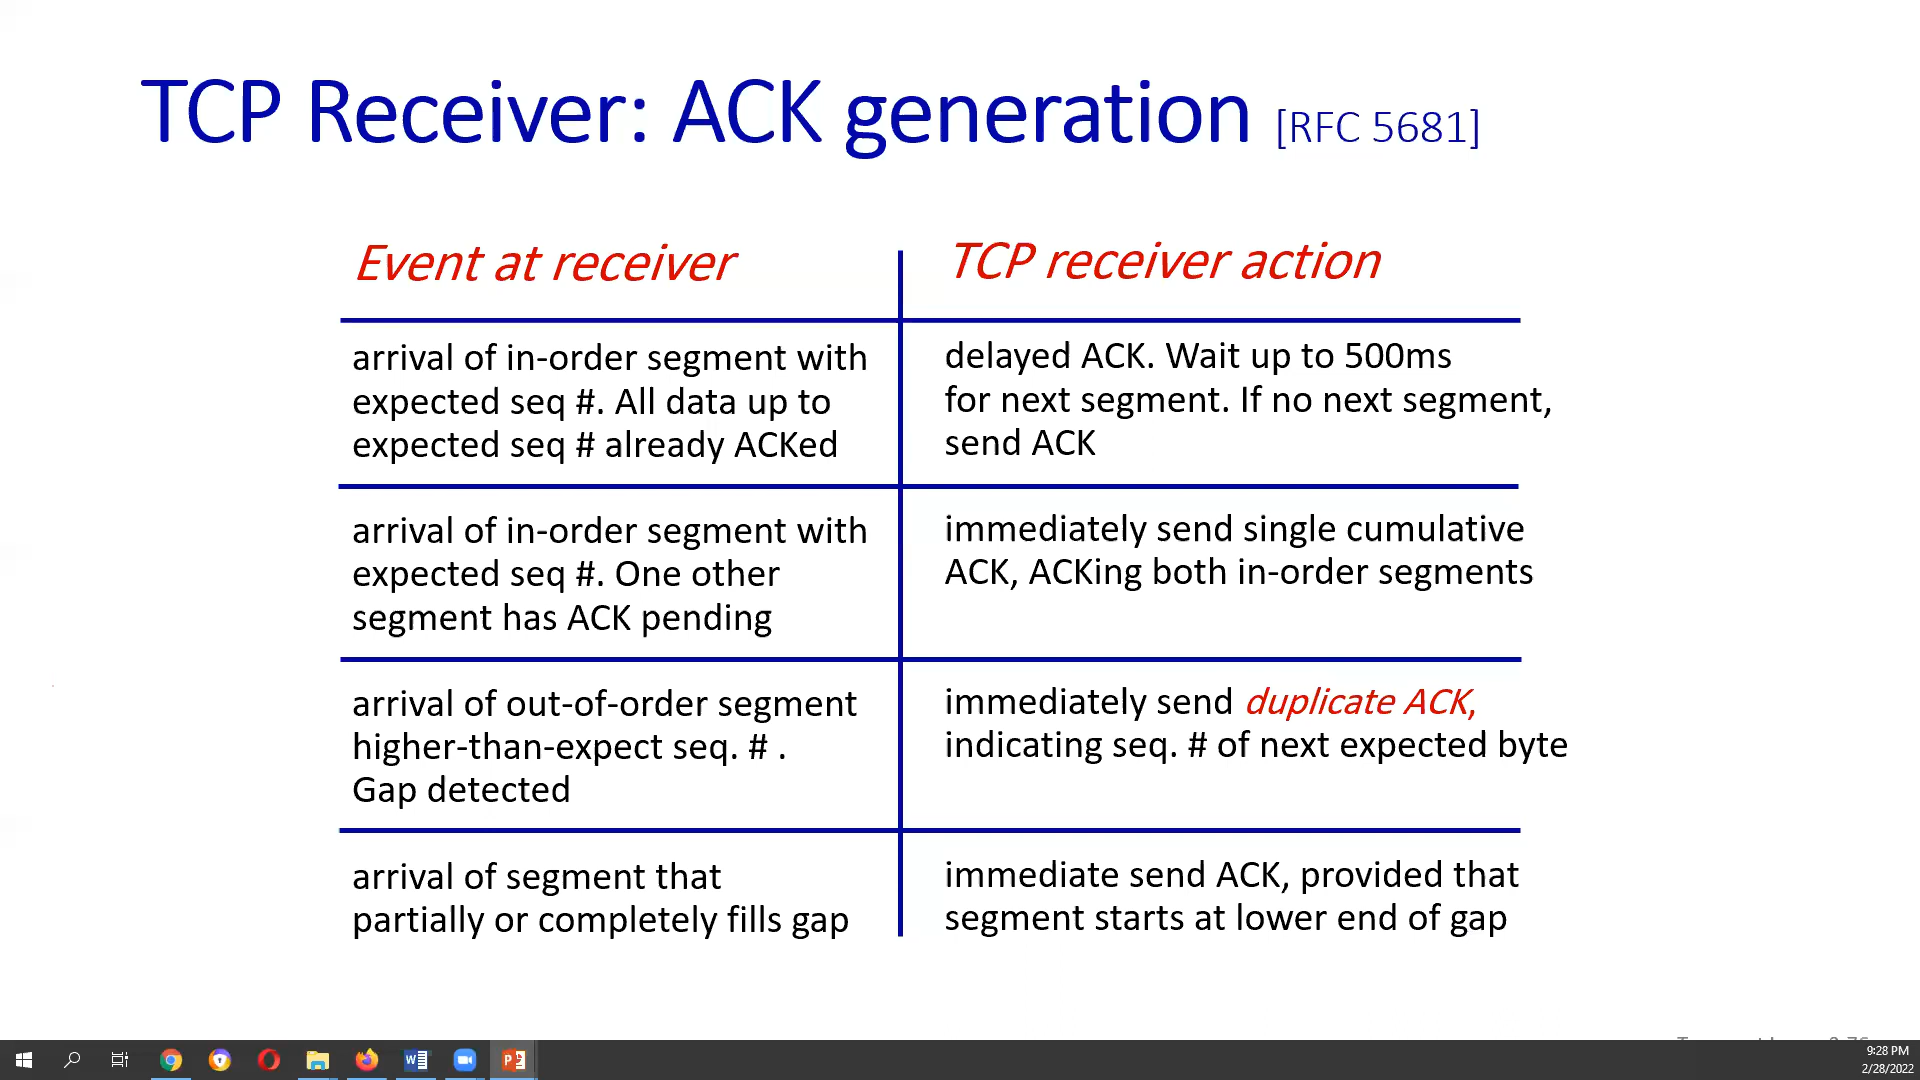 TCP Receiver: ACK generation [RFC 5681]
Event at receiver
TCP receiver action
arrival of in-order segment with
expected seq #. All data up to
expected seq # already ACKed
delayed ACK. Wait up to 500ms
for next segment. If no next segment,
send ACK
arrival of in-order segment with
expected seq #. One other
segment has ACK pending
immediately send single cumulative
ACK, ACKing both in-order segments
arrival of out-of-order segment
higher-than-expect seq. # .
Gap detected
immediately send duplicate ACK,
indicating seq. # of next expected byte
arrival of segment that
partially or completely fills gap
immediate send ACK, provided that
segment starts at lower end of gap
9:28 PM
2/28/2022